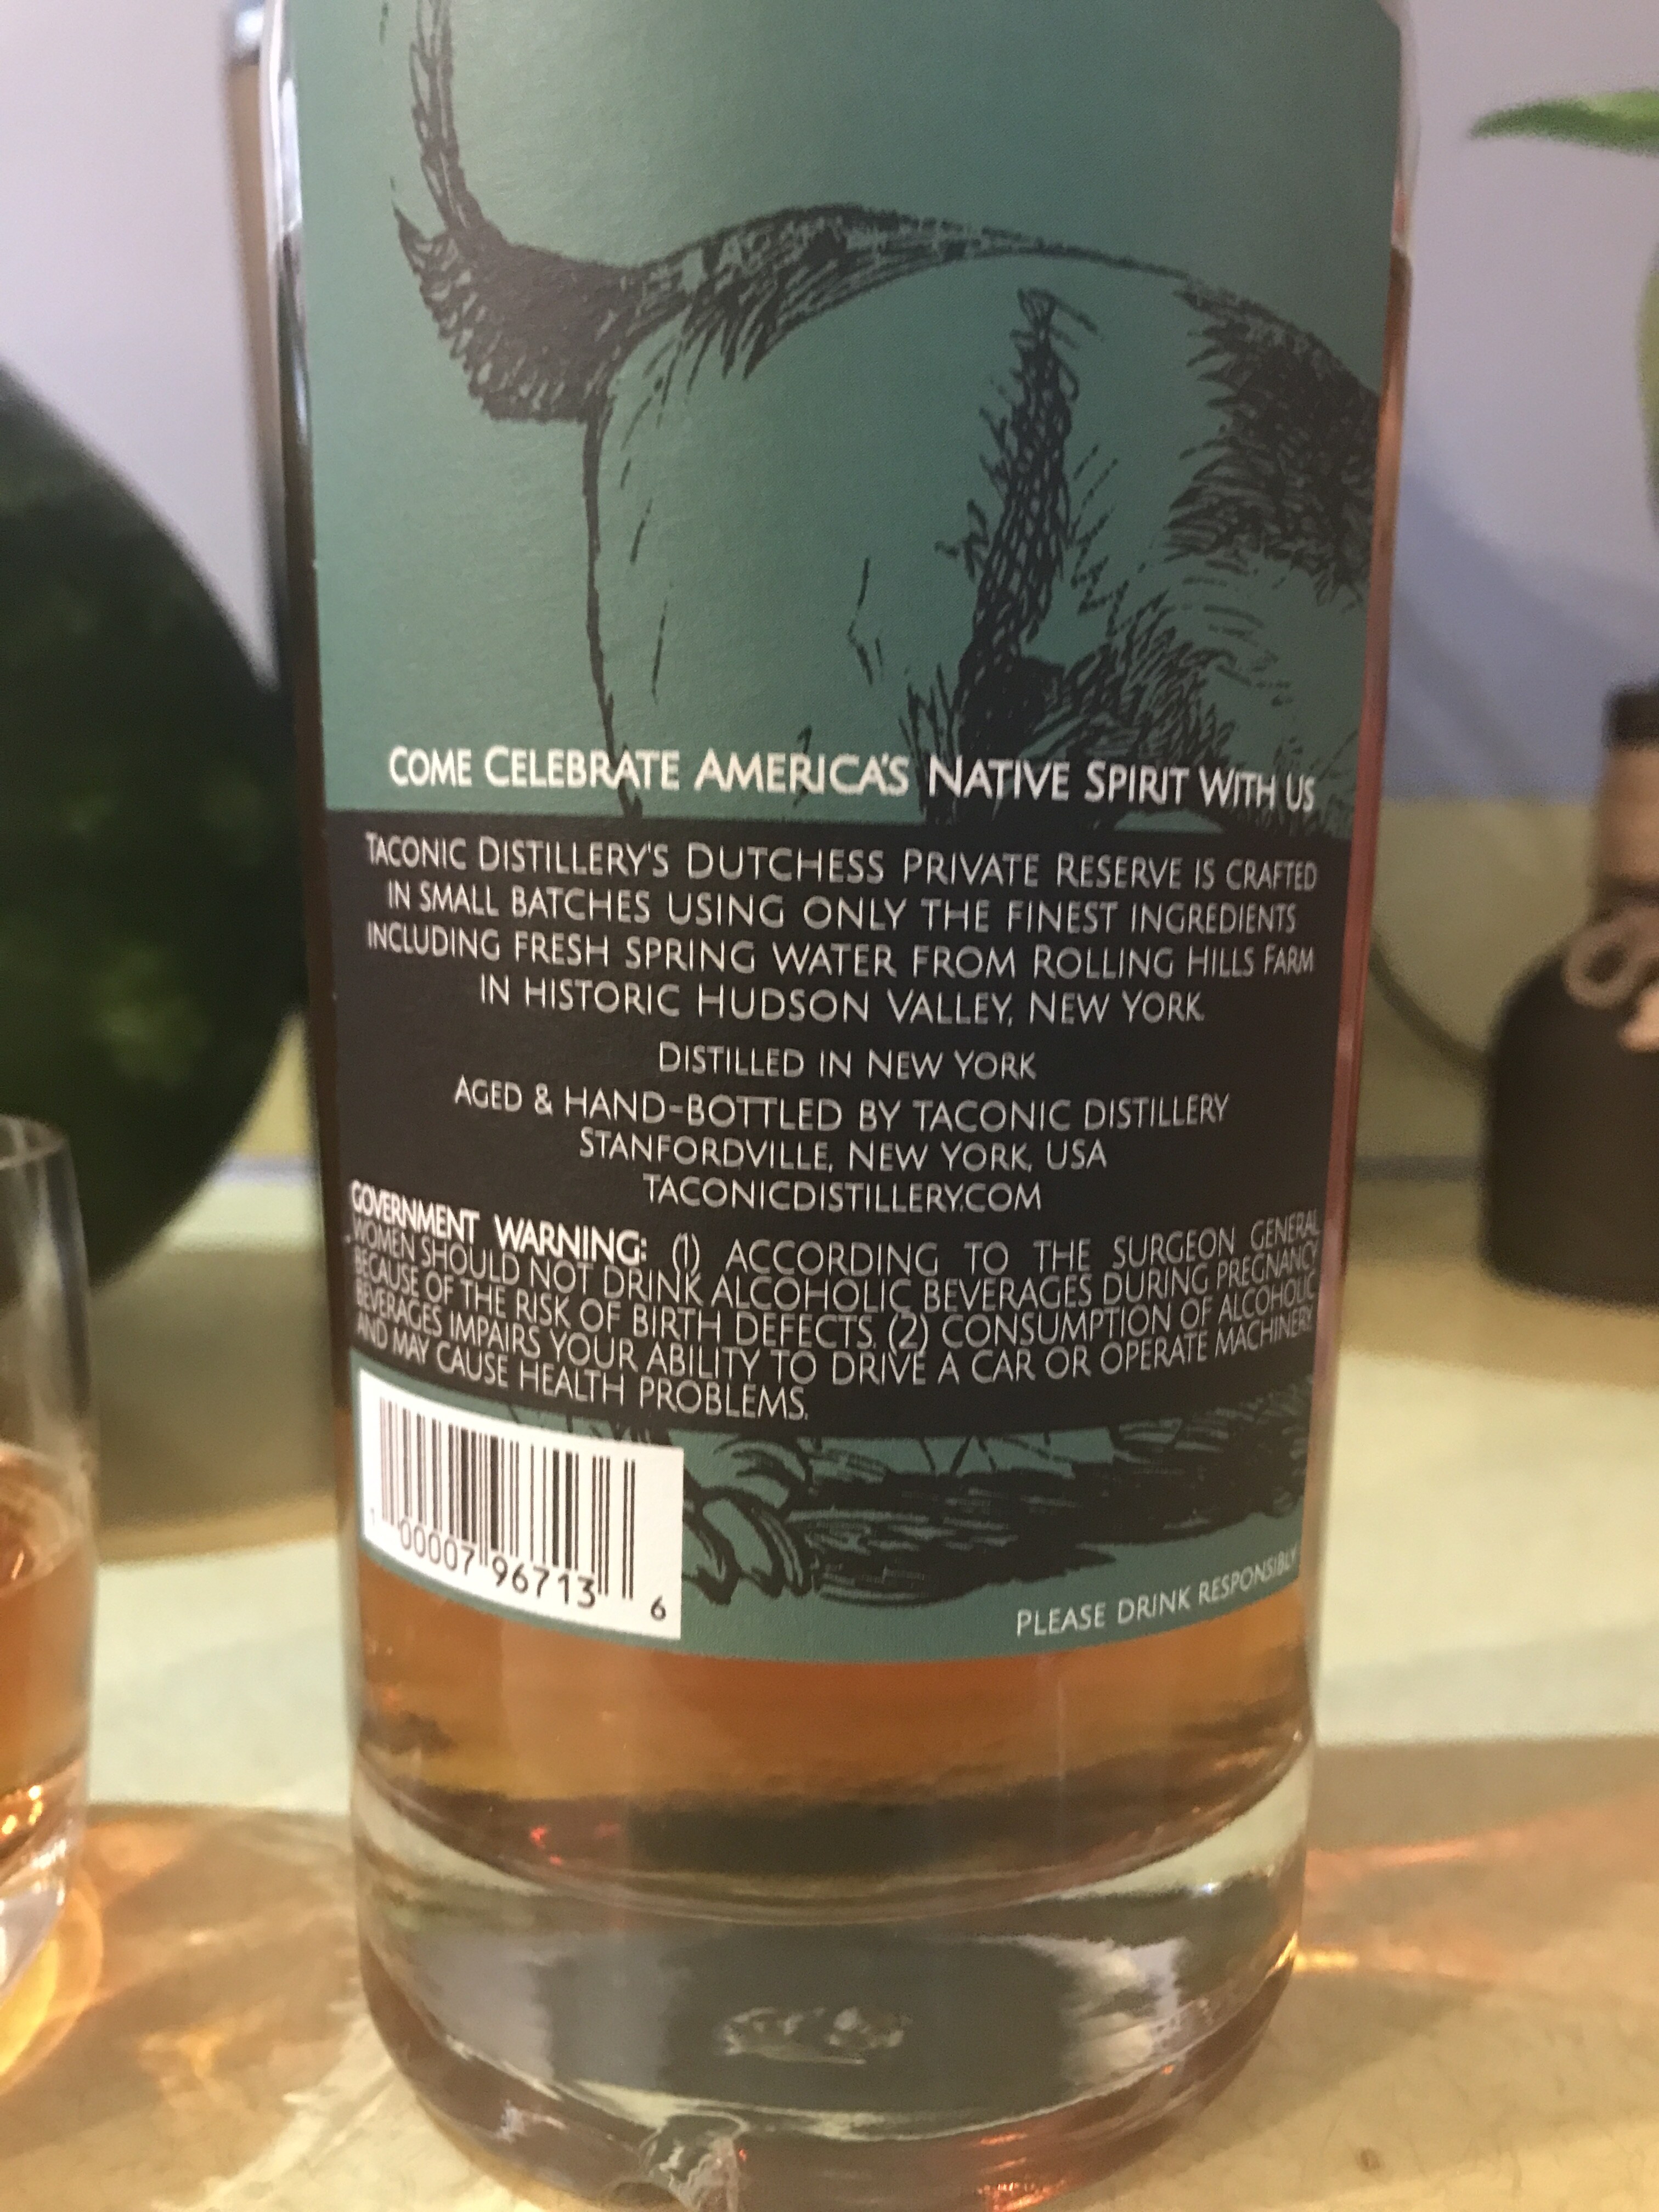 COME CELEBRATE AMERICA'S NATIVE SPIRIT WITH US
TACONIC DISTILLERY'S DUTCHESS PRIVATE RESERVE IS CRAFTED
IN SMALL BATCHES USING ONLY THE FINEST INGREDIENTS
INCLUDING FRESH SPRING WATER FROM ROLLING HILLS FARM
IN HISTORIC HUDSON VALLEY, NEW YORK.
DISTILLED IN NEW YORK
AGED & HAND-BOTTLED BY TACONIC DISTILLERY
STANFORDVILLE, NEW YORK, USA
TACONICDISTILLERY.COM
GOVERNMENT WARNING: (1) ACCORDING TO THE SURGEON GENERAL
WOMEN SHOULD NOT DRINK ALCOHOLIC BEVERAGES DURING PREGNANCY
BECAUSE OF THE RISK OF BIRTH DEFECTS. (2) CONSUMPTION OF ALCOHOLIC
BEVERAGES IMPAIRS YOUR ABILITY TO DRIVE A CAR OR OPERATE MACHINERY,
AND MAY CAUSE HEALTH PROBLEMS.
1 00007 96713 6
PLEASE DRINK RESPONSIBLY